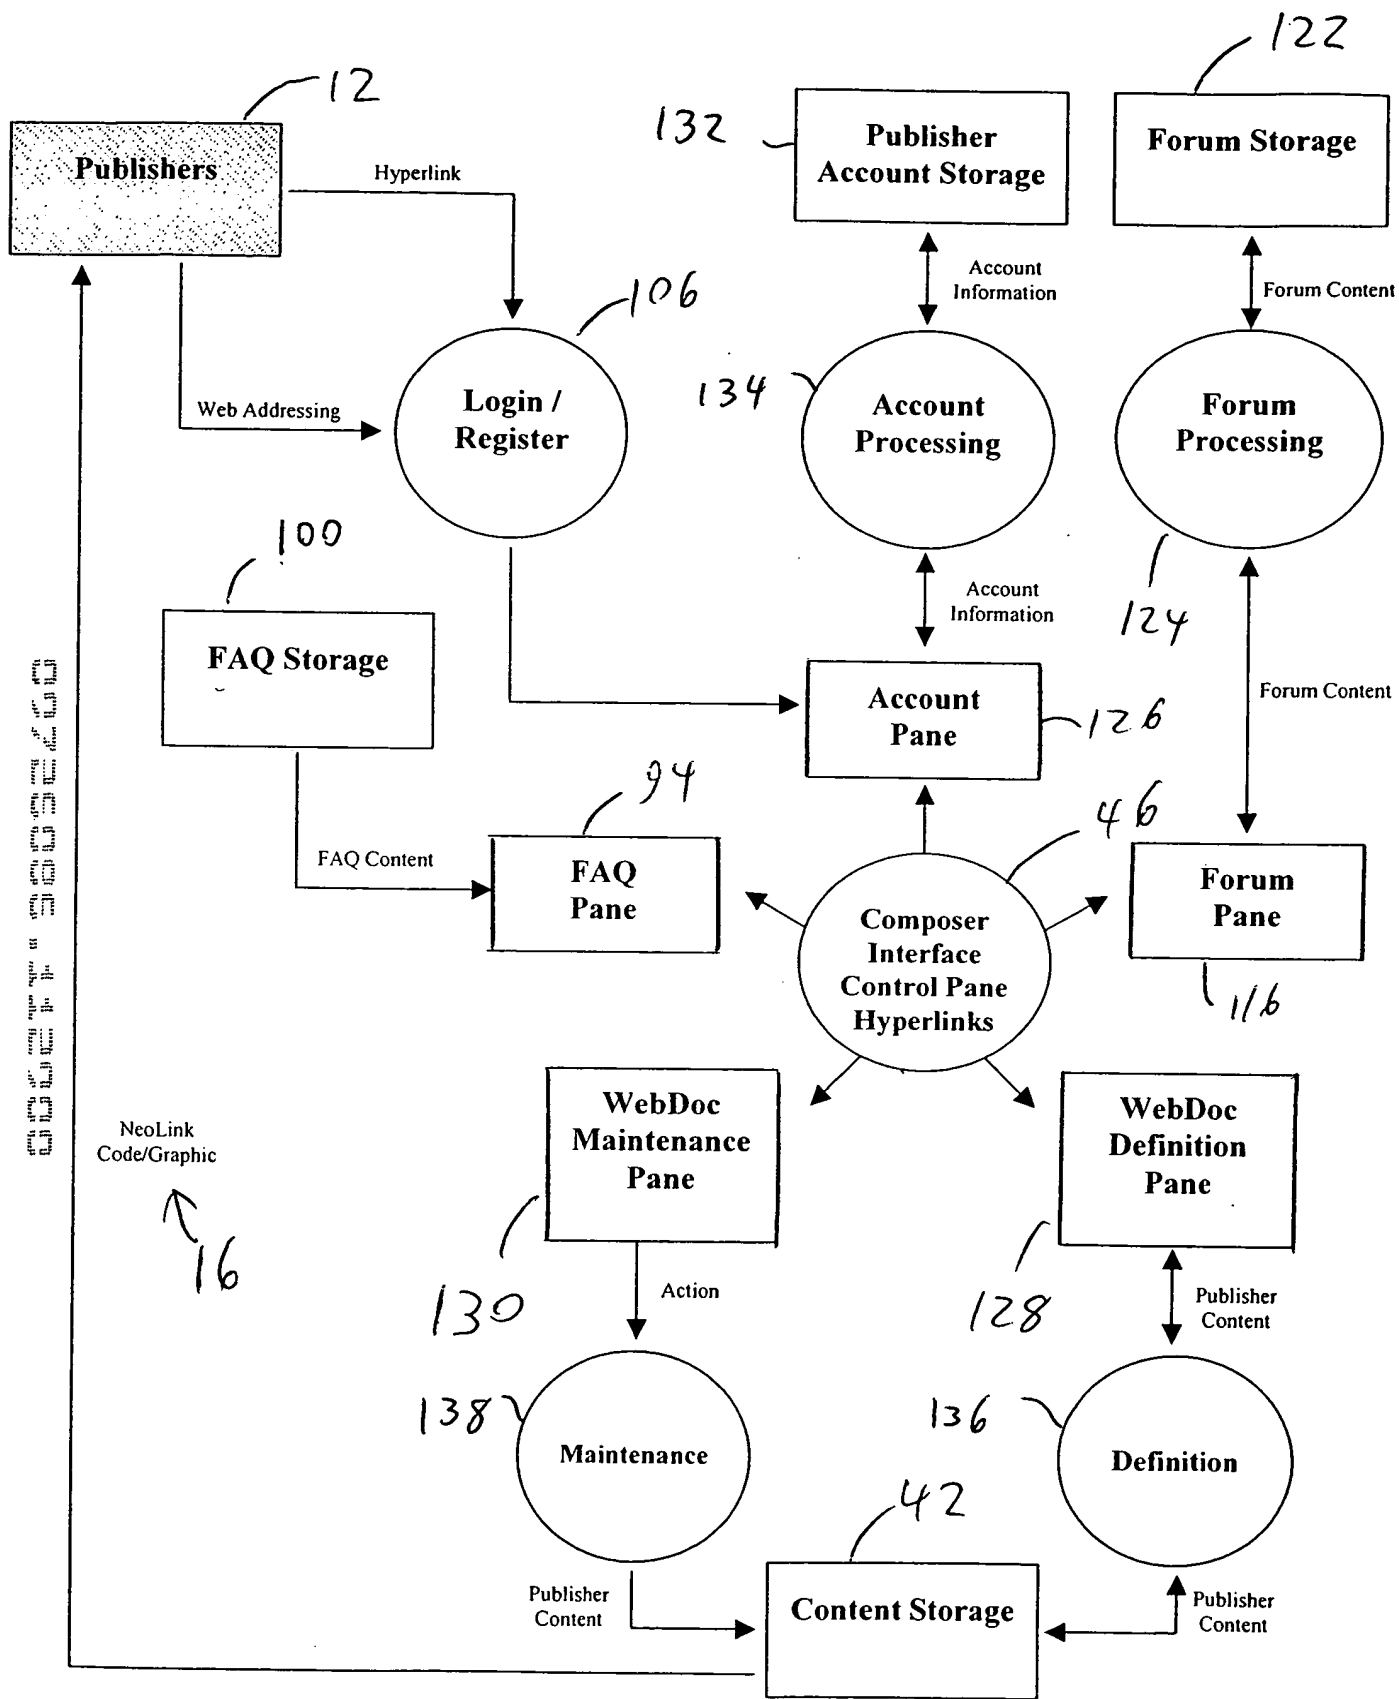 122
12
132
Publisher
Account Storage
Forum Storage
Publishers
Hyperlink
Account
Information
Forum Content
106
134
Login /
Register
Account
Processing
Forum
Processing
Web Addressing
100
124
Account
Information
FAQ Storage
Account
Pane
126
Forum Content
94
46
FAQ Content
FAQ
Pane
Composer
Interface
Control Pane
Hyperlinks
Forum
Pane
116
WebDoc
Maintenance
Pane
WebDoc
Definition
Pane
NeoLink
Code/Graphic
16
130
Action
128
Publisher
Content
138
136
Maintenance
Definition
42
Publisher
Content
Content Storage
Publisher
Content